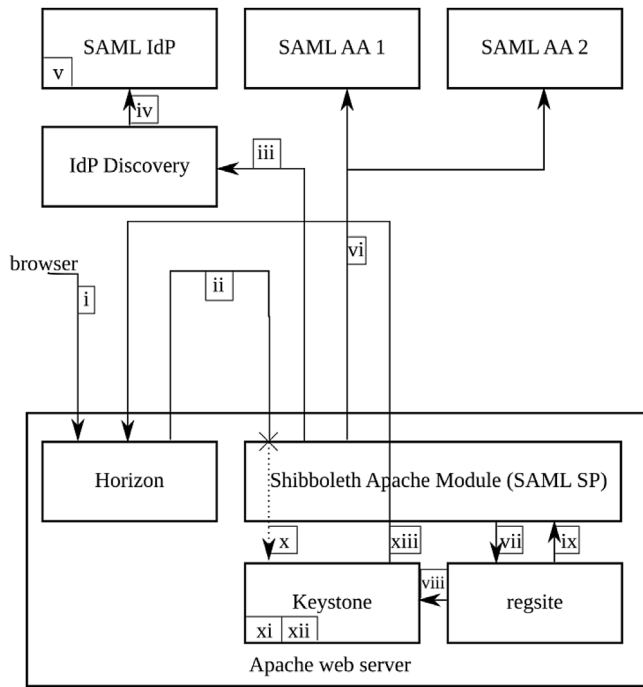 SAML IdP
SAML AA 1
SAML AA 2
v
iv
iii
IdP Discovery
vi
browser
ii
i
Horizon
Shibboleth Apache Module (SAML SP)
x
xiii
vii
ix
viii
Keystone
regsite
xi
xii
Apache web server